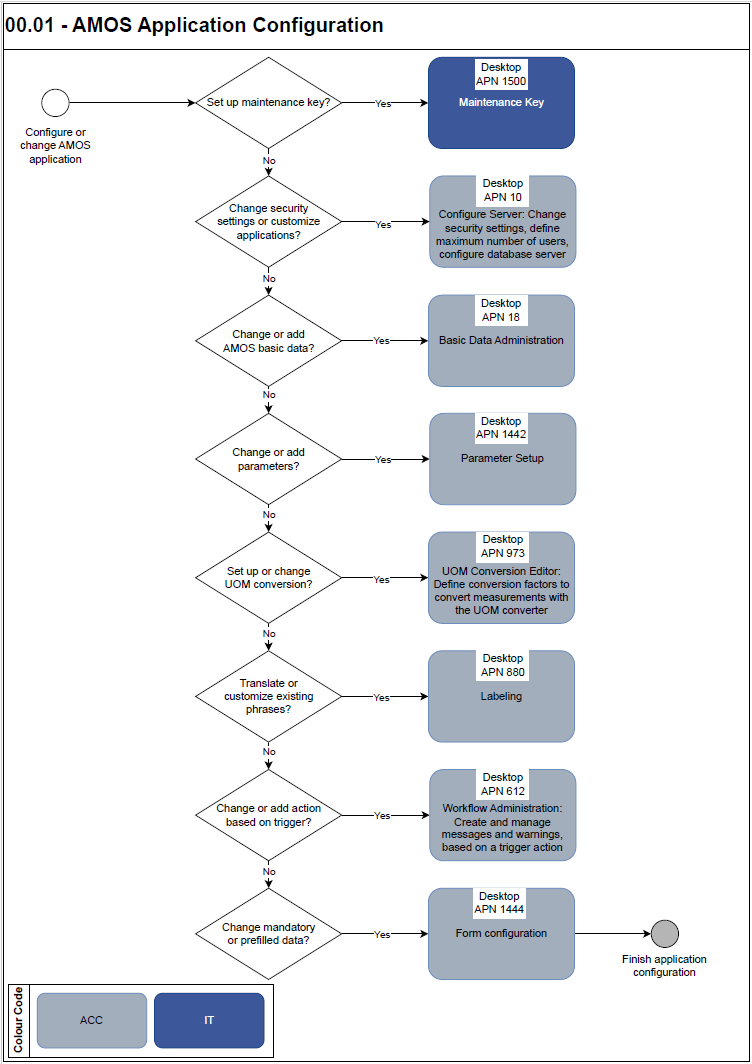 00.01 - AMOS Application Configuration
Configure or
change AMOS
application
Set up maintenance key?
Yes
Desktop
APN 1500
Maintenance Key
No
Change security
settings or customize
applications?
Yes
Desktop
APN 10
Configure Server: Change
security settings, define
maximum number of users,
configure database server
No
Change or add
AMOS basic data?
Yes
Desktop
APN 18
Basic Data Administration
No
Change or add
parameters?
Yes
Desktop
APN 1442
Parameter Setup
No
Set up or change
UOM conversion?
Yes
Desktop
APN 973
UOM Conversion Editor:
Define conversion factors to
convert measurements with
the UOM converter
No
Translate or
customize existing
phrases?
Yes
Desktop
APN 880
Labeling
No
Change or add action
based on trigger?
Yes
Desktop
APN 612
Workflow Administration:
Create and manage
messages and warnings,
based on a trigger action
No
Change mandatory
or prefilled data?
Yes
Desktop
APN 1444
Form configuration
Finish application
configuration
Colour Code
ACC
IT